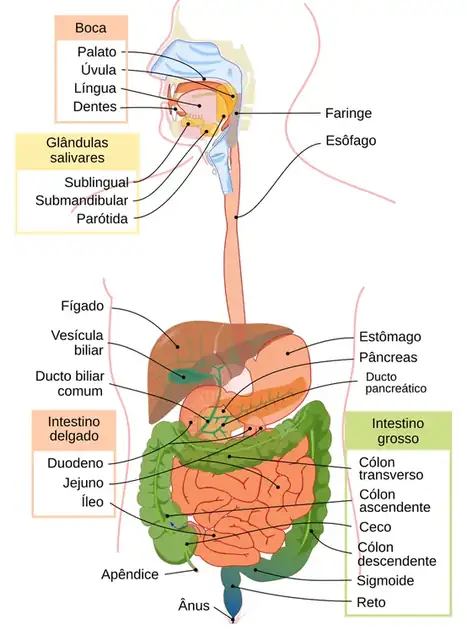 Boca
Palato
Úvula
Língua
Dentes
Glândulas
salivares
Sublingual
Submandibular
Parótida
Faringe
Esôfago
Fígado
Vesícula
biliar
Ducto biliar
comum
Estômago
Pâncreas
Ducto
pancreático
Intestino
delgado
Duodeno
Jejuno
Íleo
Intestino
grosso
Cólon
transverso
Cólon
ascendente
Ceco
Cólon
descendente
Sigmoide
Reto
Apêndice
Ânus